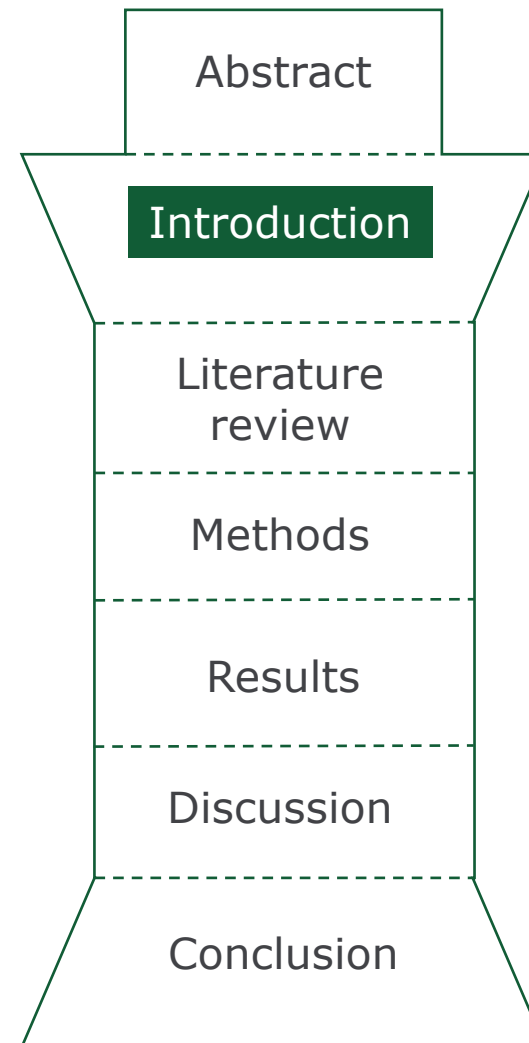 Abstract
Introduction
Literature
review
Methods
Results
Discussion
Conclusion